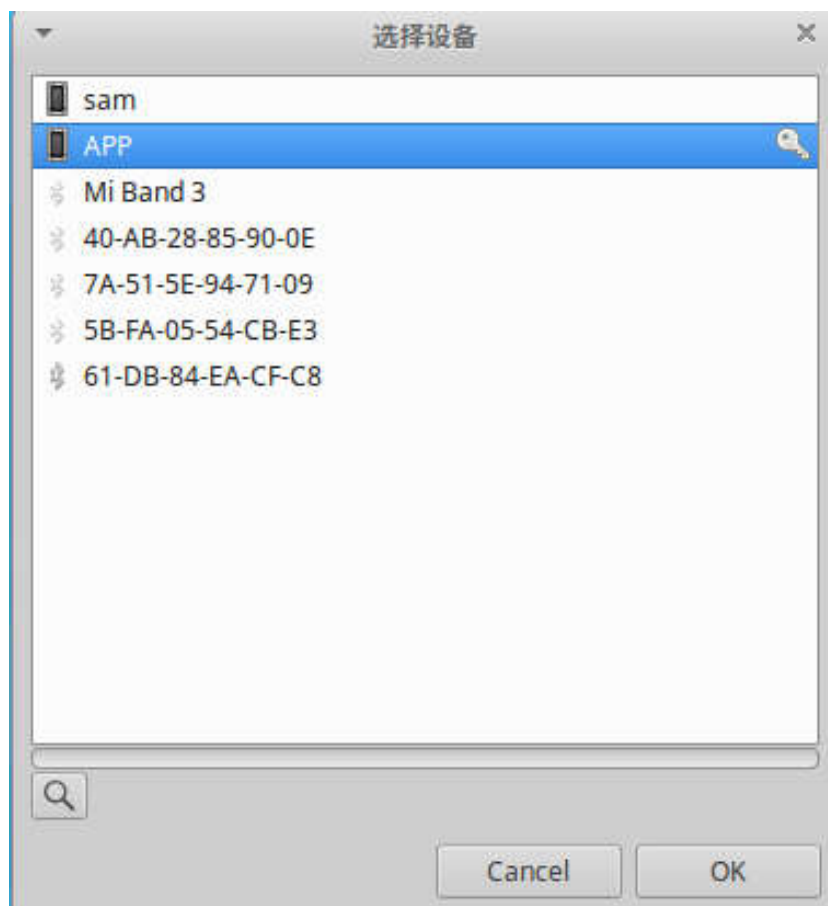 选择设备
sam
APP
Mi Band 3
40-AB-28-85-90-0E
7A-51-5E-94-71-09
5B-FA-05-54-CB-E3
61-DB-84-EA-CF-C8
Cancel OK